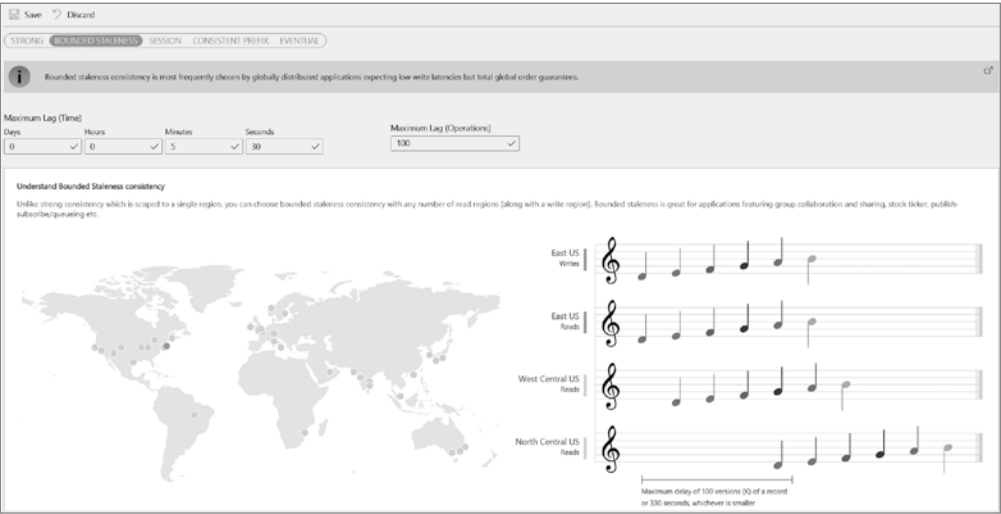 Save Discard
STRONG BOUNDED STALENESS SESSION CONSISTENT PREFIX EVENTUAL
Bounded staleness consistency is most frequently chosen by globally distributed applications expecting low write latencies but total global order guarantees.
Maximum Lag (Time)
Days Hours Minutes Seconds
0 0 5 30
Maximum Lag (Operations)
100
Understand Bounded Staleness consistency
Unlike strong consistency which is scoped to a single region, you can choose bounded staleness consistency with any number of read regions (along with a write region). Bounded staleness is great for applications featuring group collaboration and sharing, stock ticker, publish-
subscribe/queueing etc.
East US
Writes
East US
Reads
West Central US
Reads
North Central US
Reads
Maximum delay of 100 versions (K) of a record
or 330 seconds, whichever is smaller